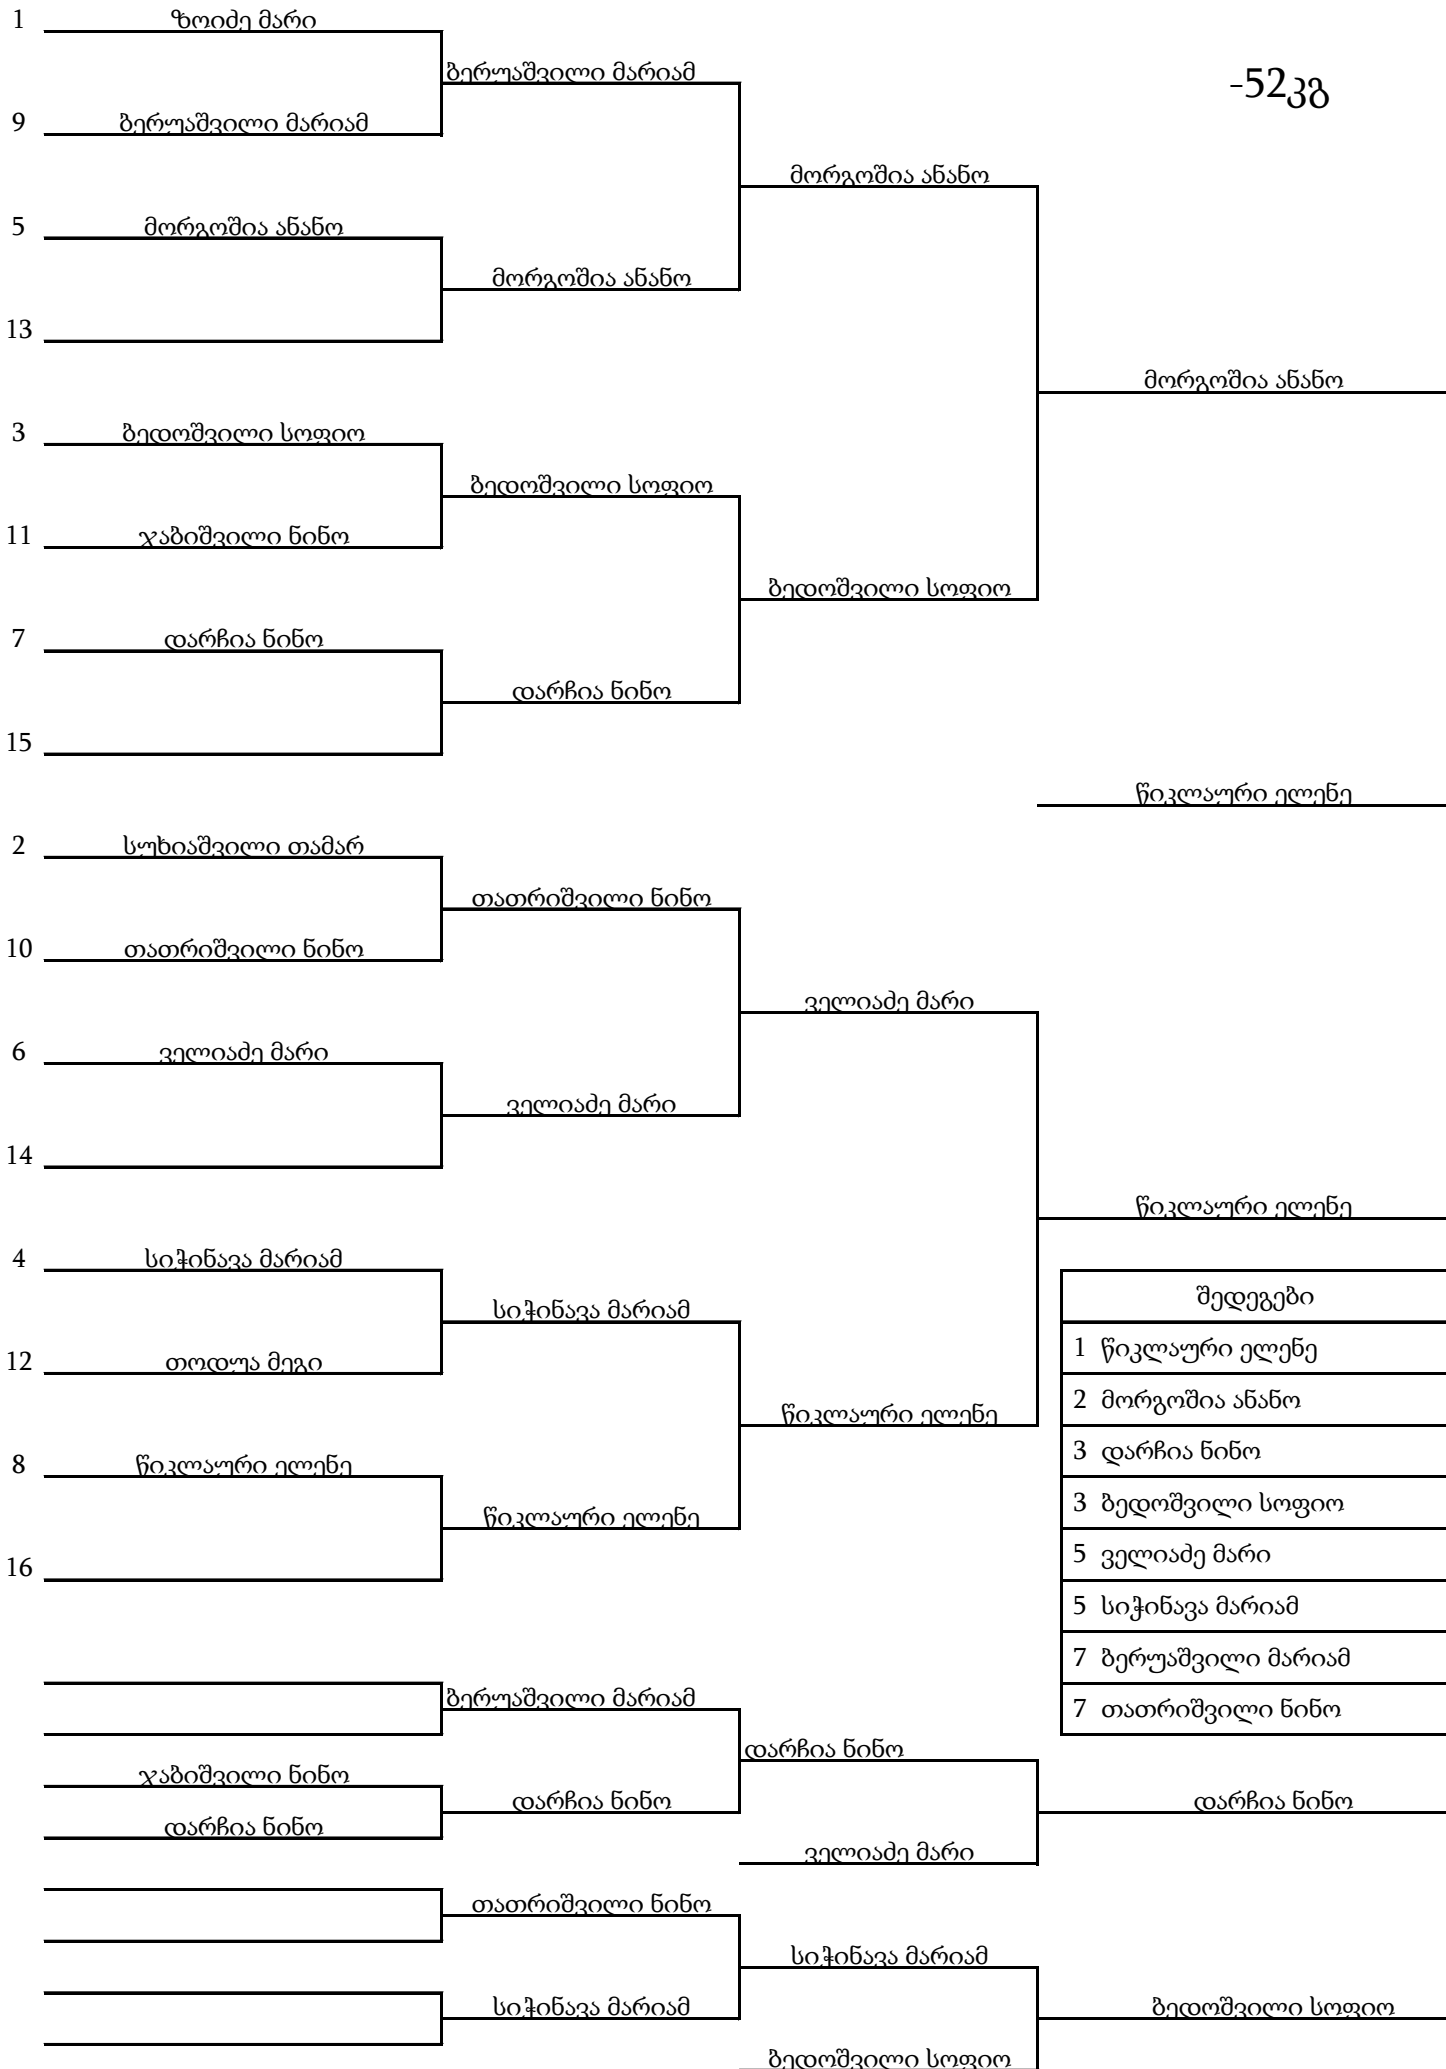 1 ზოიძე მარი
ბერუაშვილი მარიამ
-52კგ
9 ბერუაშვილი მარიამ
მორგოშია ანანო
5 მორგოშია ანანო
მორგოშია ანანო
13
მორგოშია ანანო
3 ბედოშვილი სოფიო
ბედოშვილი სოფიო
11 ჯაბიშვილი ნინო
ბედოშვილი სოფიო
7 დარჩია ნინო
დარჩია ნინო
15
წიკლაური ელენე
2 სუხიაშვილი თამარ
თათრიშვილი ნინო
10 თათრიშვილი ნინო
ველიაძე მარი
6 ველიაძე მარი
ველიაძე მარი
14
წიკლაური ელენე
4 სიჭინავა მარიამ
შედეგები
სიჭინავა მარიამ
1 წიკლაური ელენე
12 თოდუა მეგი
2 მორგოშია ანანო
წიკლაური ელენე
3 დარჩია ნინო
8 წიკლაური ელენე
3 ბედოშვილი სოფიო
წიკლაური ელენე
5 ველიაძე მარი
16
5 სიჭინავა მარიამ
7 ბერუაშვილი მარიამ
ბერუაშვილი მარიამ
7 თათრიშვილი ნინო
დარჩია ნინო
ჯაბიშვილი ნინო
დარჩია ნინო
დარჩია ნინო
დარჩია ნინო
ველიაძე მარი
თათრიშვილი ნინო
სიჭინავა მარიამ
სიჭინავა მარიამ
ბედოშვილი სოფიო
ბედოშვილი სოფიო